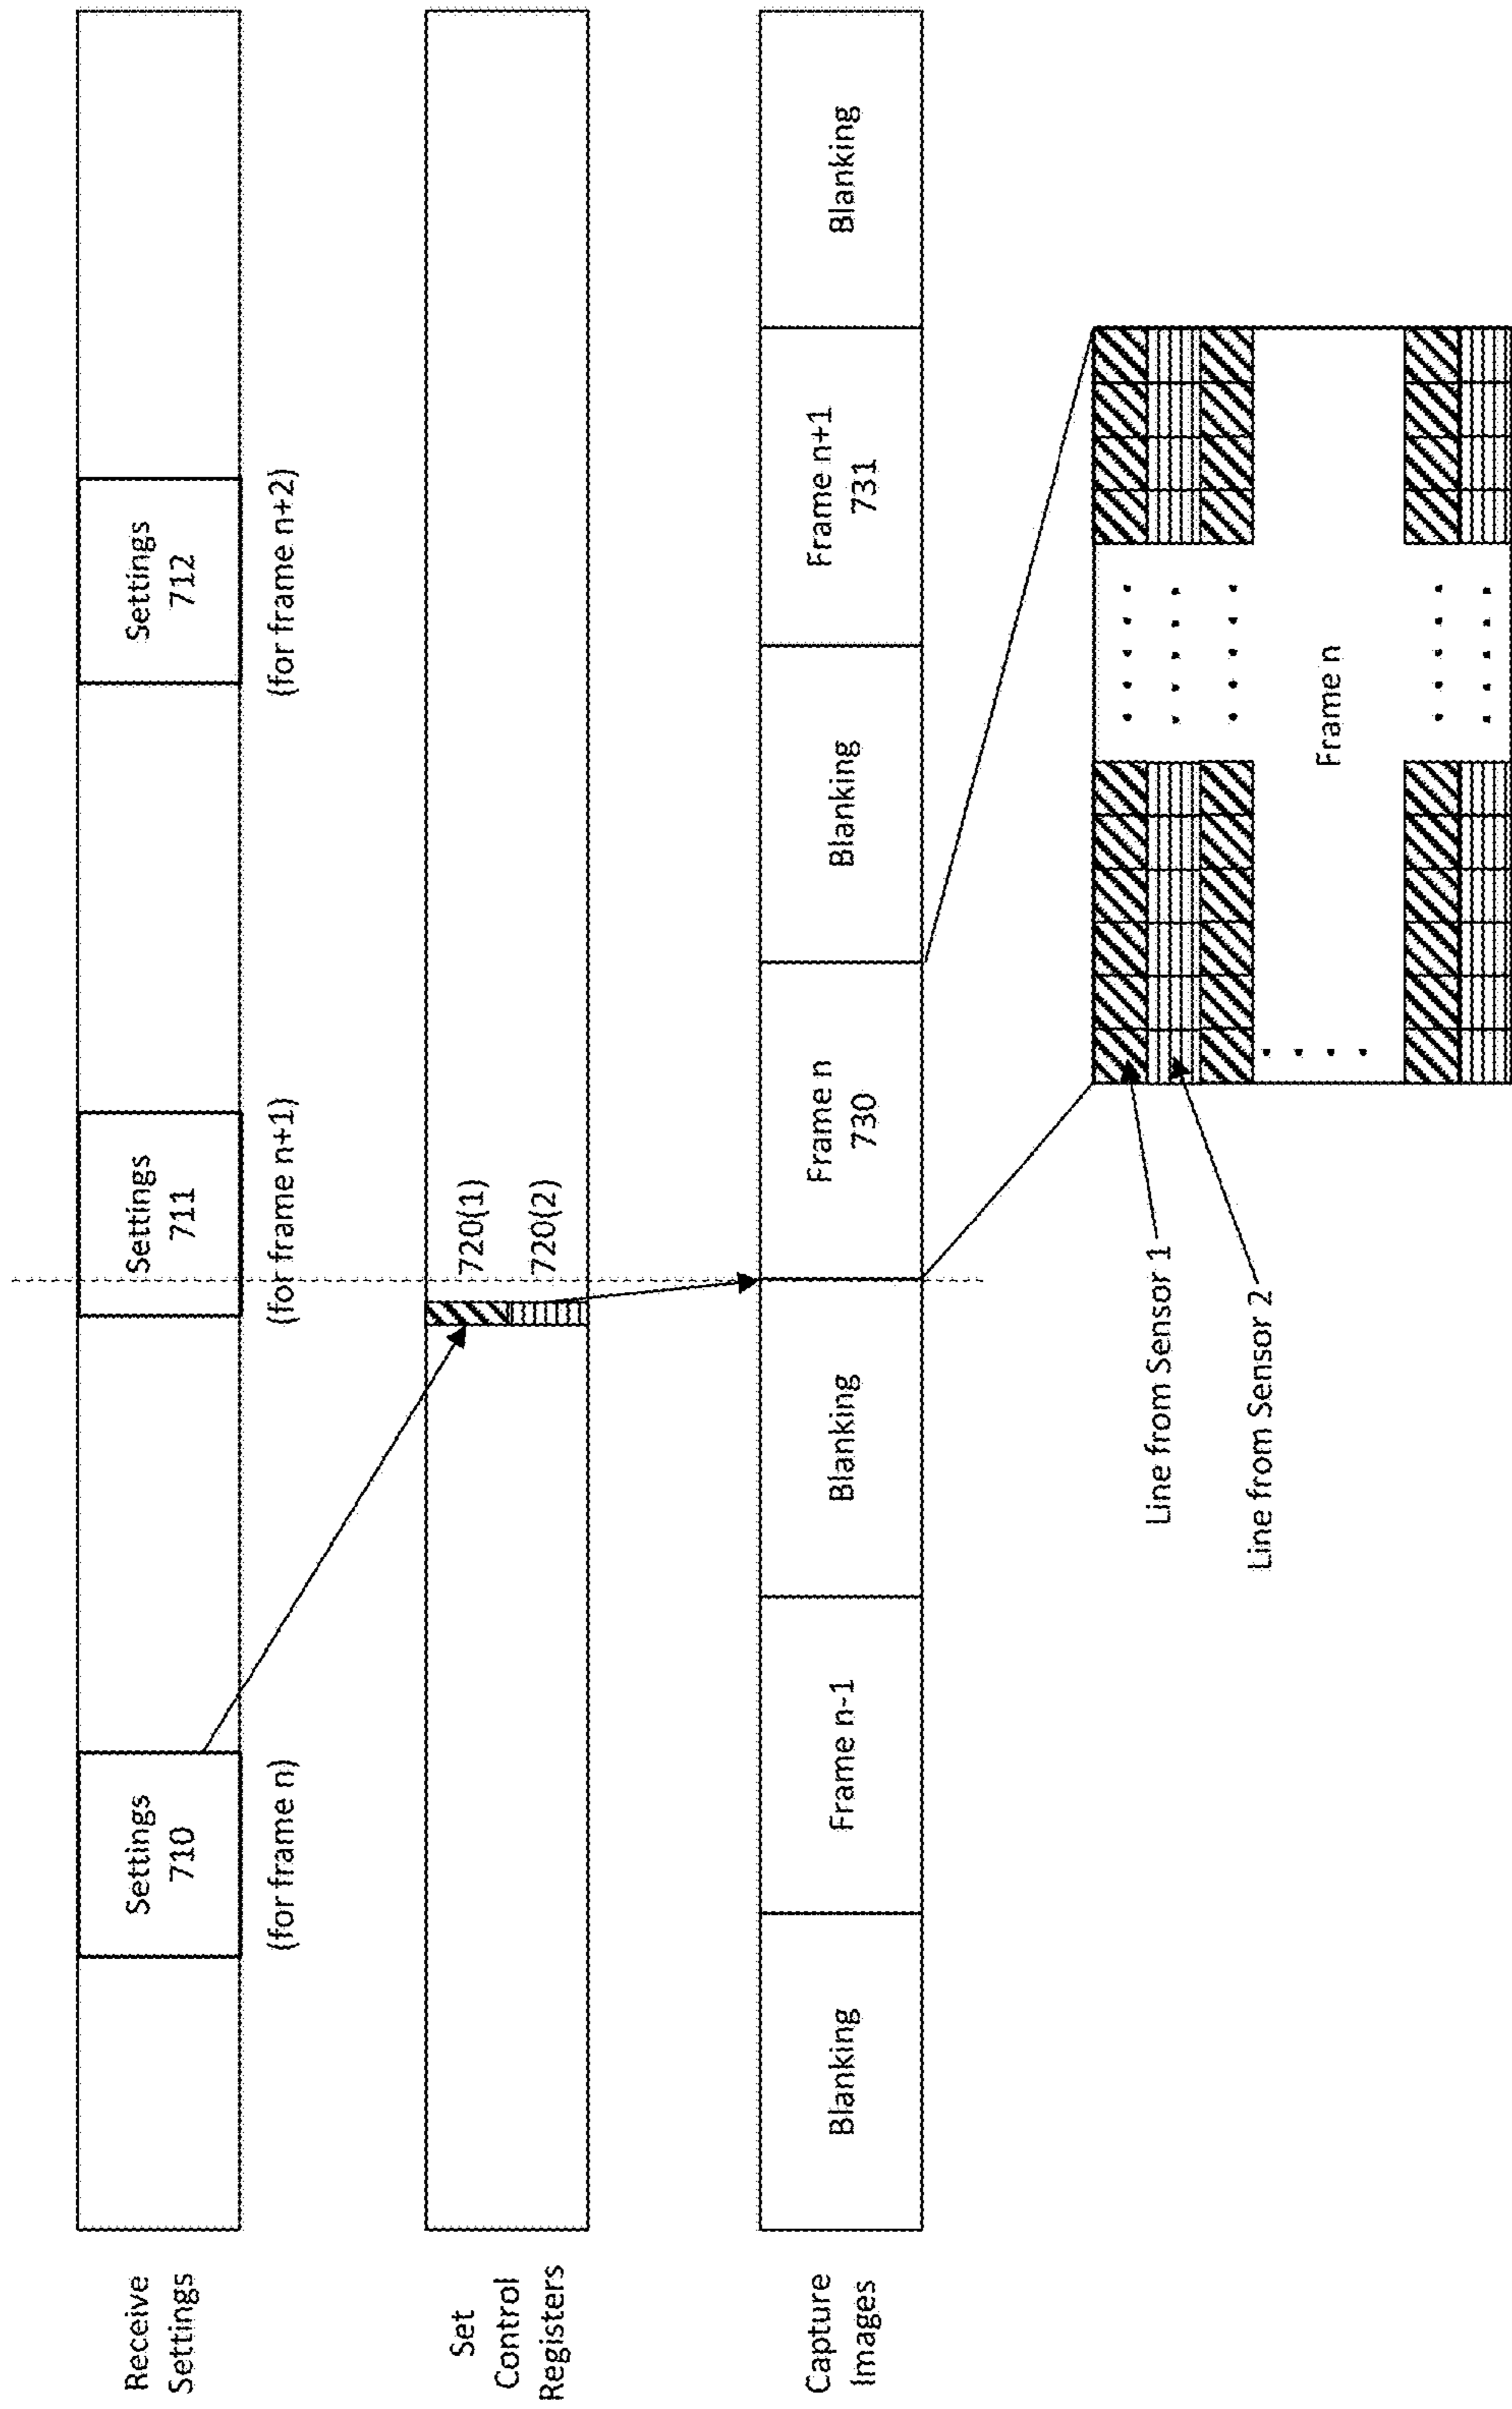 Receive
Settings
Settings
710
(for frame n)
Settings
711
(for frame n+1)
Settings
712
(for frame n+2)
Set
Control
Registers
720(1)
720(2)
Capture
Images
Blanking
Frame n-1
Blanking
Frame n
730
Blanking
Frame n+1
731
Blanking
Line from Sensor 1
Line from Sensor 2
Frame n